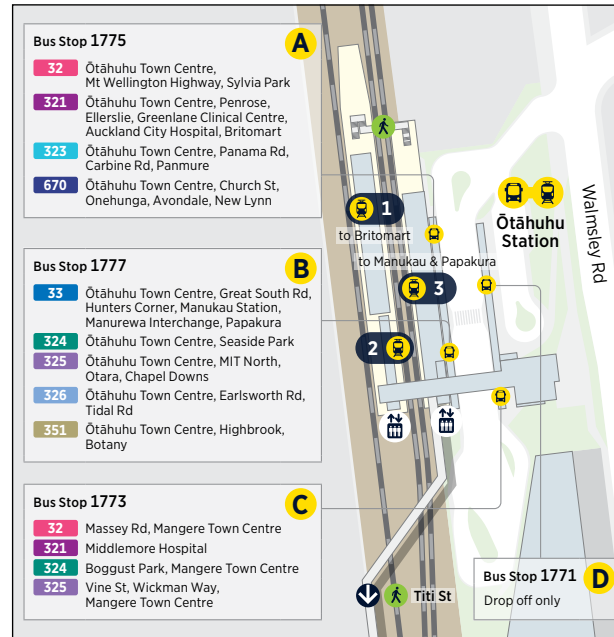 Bus Stop 1775
A
32 Ōtāhuhu Town Centre,
Mt Wellington Highway, Sylvia Park
321 Ōtāhuhu Town Centre, Penrose,
Ellerslie, Greenlane Clinical Centre,
Auckland City Hospital, Britomart
323 Ōtāhuhu Town Centre, Panama Rd,
Carbine Rd, Panmure
670 Ōtāhuhu Town Centre, Church St,
Onehunga, Avondale, New Lynn
Bus Stop 1777
B
33 Ōtāhuhu Town Centre, Great South Rd,
Hunters Corner, Manukau Station,
Manurewa Interchange, Papakura
324 Ōtāhuhu Town Centre, Seaside Park
325 Ōtāhuhu Town Centre, MIT North,
Otara, Chapel Downs
326 Ōtāhuhu Town Centre, Earlsworth Rd,
Tidal Rd
351 Ōtāhuhu Town Centre, Highbrook,
Botany
Bus Stop 1773
C
32 Massey Rd, Mangere Town Centre
321 Middlemore Hospital
324 Boggust Park, Mangere Town Centre
325 Vine St, Wickman Way,
Mangere Town Centre
1
to Britomart
to Manukau & Papakura
3
2
Ōtāhuhu
Station
Walmsley Rd
Titi St
Bus Stop 1771
D
Drop off only